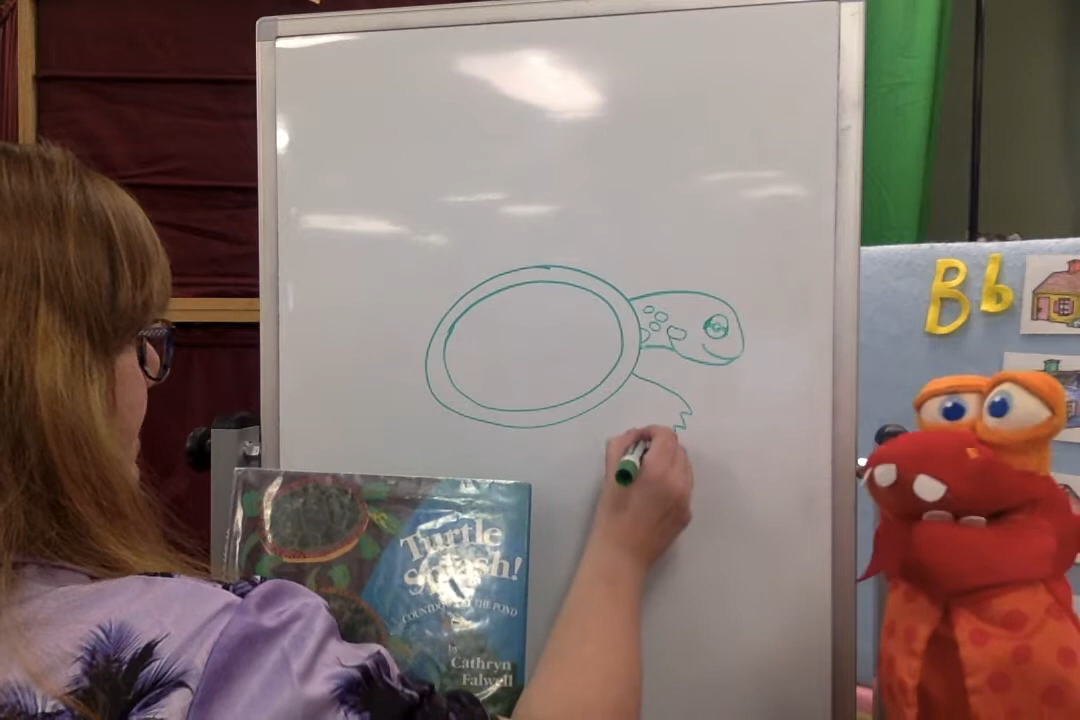 Bb
Turtle
Splash!
COUNTDOWN AT THE POND
by
Cathryn
Falwell